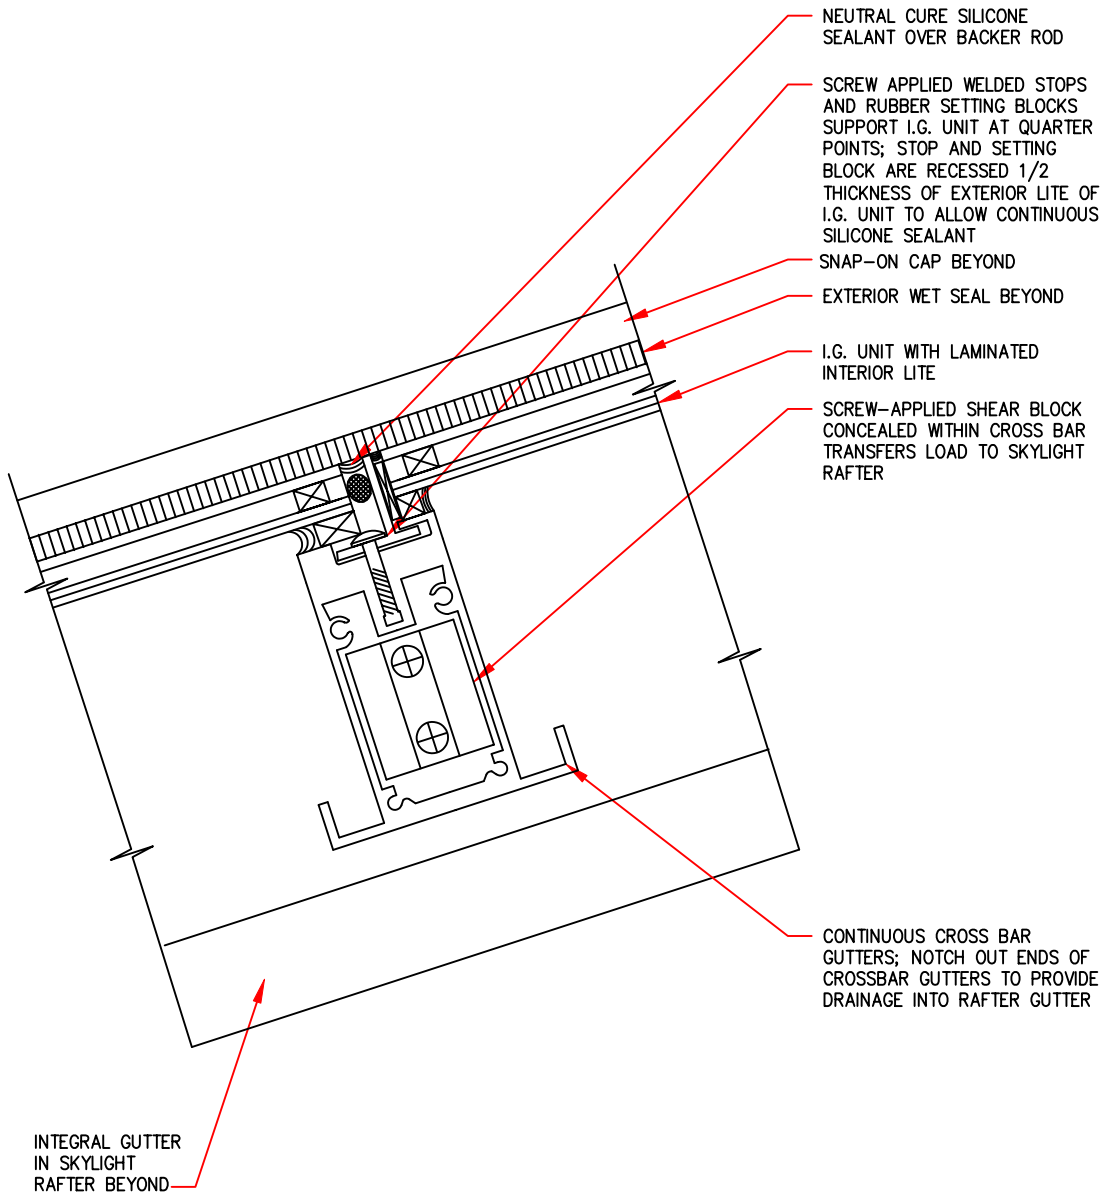 NEUTRAL CURE SILICONE
SEALANT OVER BACKER ROD
SCREW APPLIED WELDED STOPS
AND RUBBER SETTING BLOCKS
SUPPORT I.G. UNIT AT QUARTER
POINTS; STOP AND SETTING
BLOCK ARE RECESSED 1/2
THICKNESS OF EXTERIOR LITE OF
I.G. UNIT TO ALLOW CONTINUOUS
SILICONE SEALANT
SNAP-ON CAP BEYOND
EXTERIOR WET SEAL BEYOND
I.G. UNIT WITH LAMINATED
INTERIOR LITE
SCREW-APPLIED SHEAR BLOCK
CONCEALED WITHIN CROSS BAR
TRANSFERS LOAD TO SKYLIGHT
RAFTER
CONTINUOUS CROSS BAR
GUTTERS; NOTCH OUT ENDS OF
CROSSBAR GUTTERS TO PROVIDE
DRAINAGE INTO RAFTER GUTTER
INTEGRAL GUTTER
IN SKYLIGHT
RAFTER BEYOND